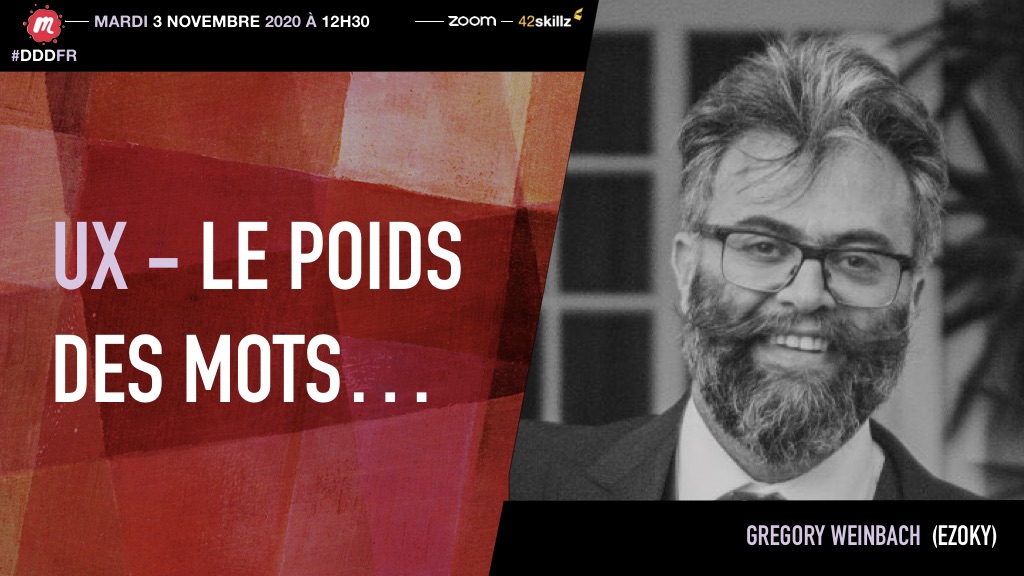 MARDI 3 NOVEMBRE 2020 À 12H30
zoom
42skillz
#DDDFR
UX – LE POIDS
DES MOTS...
GREGORY WEINBACH (EZOKY)